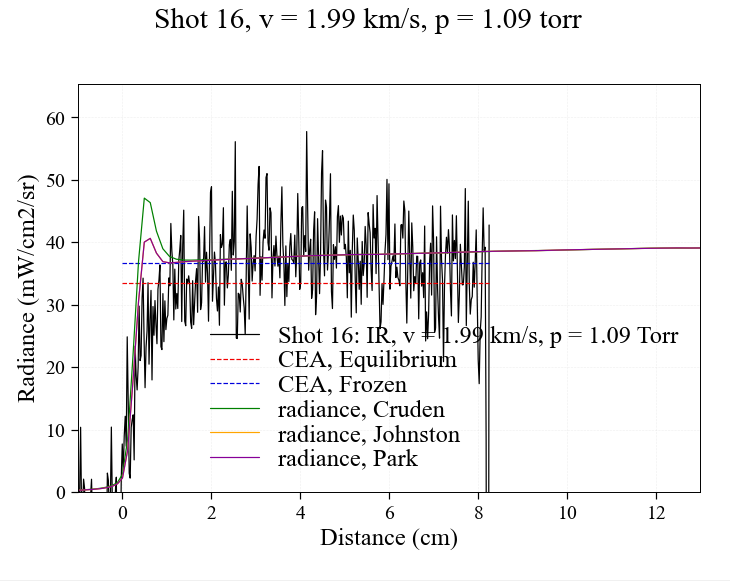 Shot 16, v = 1.99 km/s, p = 1.09 torr
60
50
40
30
20
10
0
Radiance (mW/cm2/sr)
Shot 16: IR, v = 1.99 km/s, p = 1.09 Torr
CEA, Equilibrium
CEA, Frozen
radiance, Cruden
radiance, Johnston
radiance, Park
0 2 4 6 8 10 12
Distance (cm)